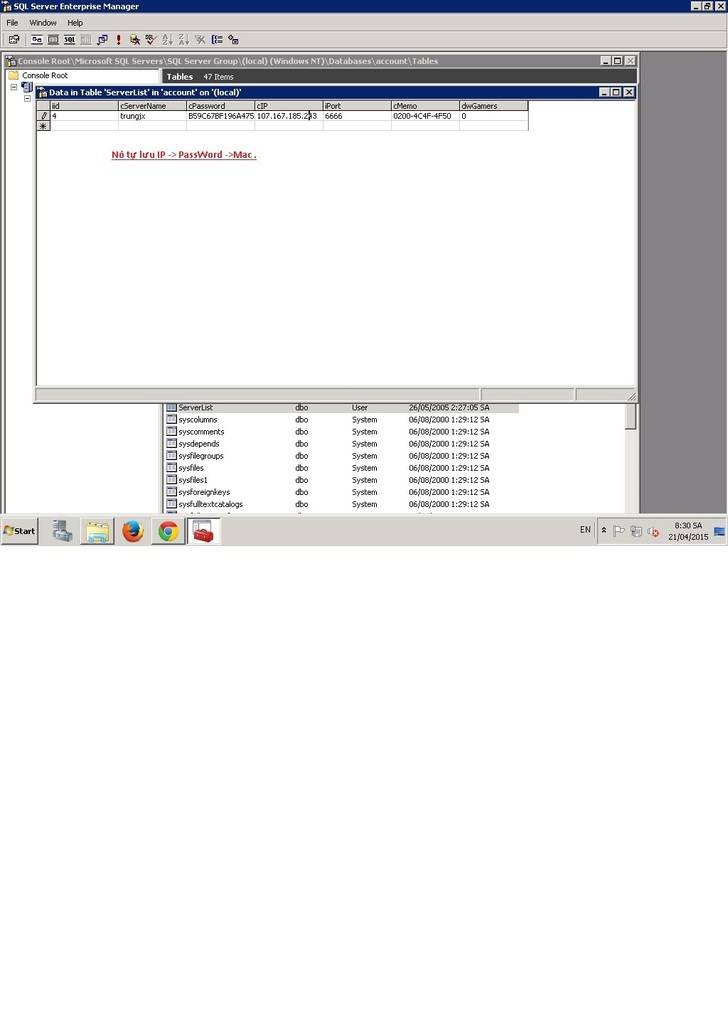 SQL Server Enterprise Manager
File Window Help
Console Root\Microsoft SQL Servers\SQL Server Group\(local) (Windows NT)\Databases\account\Tables
Console Root
Tables 47 Items
Data in Table 'ServerList' in 'account' on '(local)'
iid cServerName cPassword cIP iPort cMemo dwGamers
4 trungjx B59C67BF196A475 107.167.185.243 6666 0200-4C4F-4F50 0
Nó tự lưu IP -> PassWord ->Mac .
ServerList dbo User 26/05/2005 2:27:05 SA
syscolumns dbo System 06/08/2000 1:29:12 SA
syscomments dbo System 06/08/2000 1:29:12 SA
sysdepends dbo System 06/08/2000 1:29:12 SA
sysfilegroups dbo System 06/08/2000 1:29:12 SA
sysfiles dbo System 06/08/2000 1:29:12 SA
sysfiles1 dbo System 06/08/2000 1:29:12 SA
sysforeignkeys dbo System 06/08/2000 1:29:12 SA
sysfulltextcatalogs dbo System 06/08/2000 1:29:12 SA
Start
EN
8:30 SA
21/04/2015